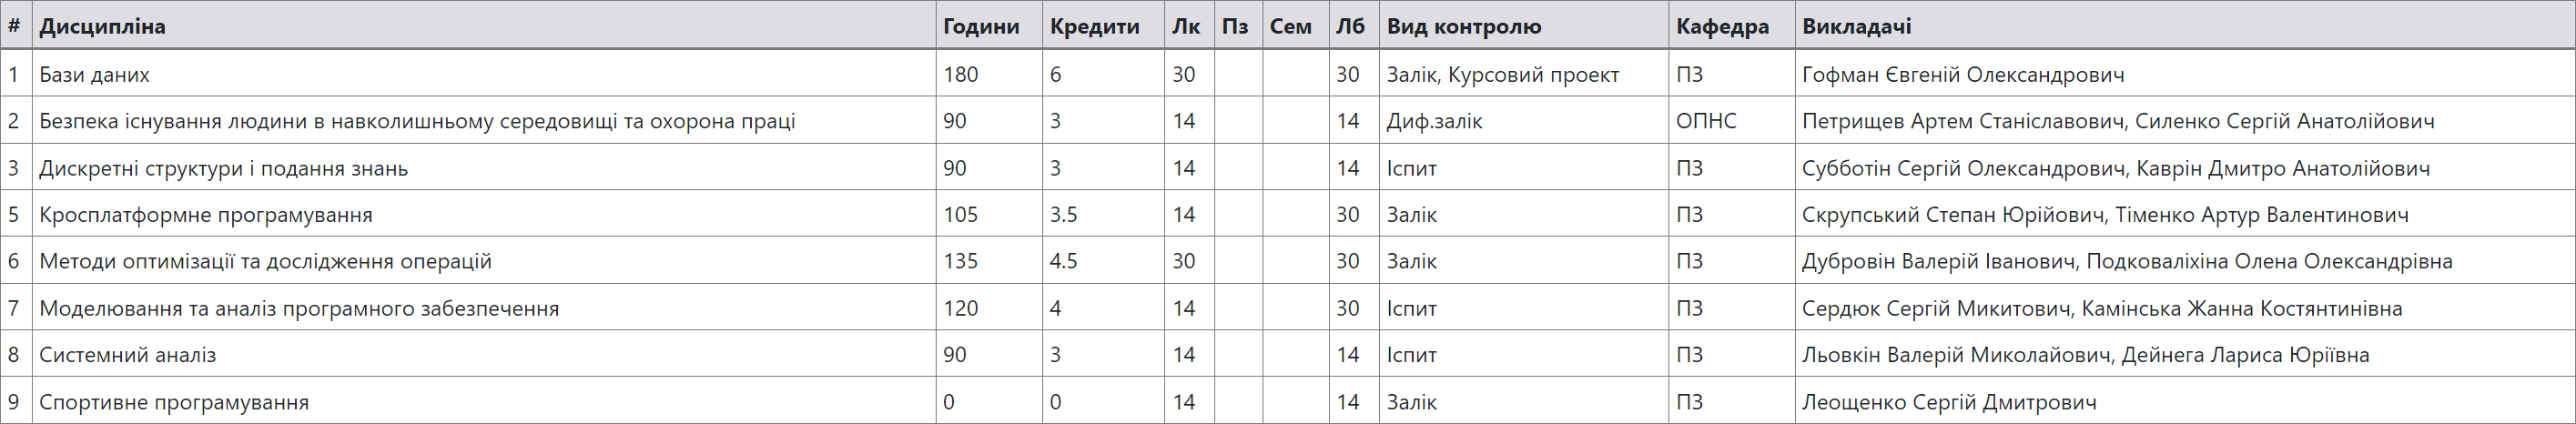 # Дисципліна Години Кредити Лк Пз Сем Лб Вид контролю Кафедра Викладачі
1 Бази даних 180 6 30 30 Залік, Курсовий проект ПЗ Гофман Євгеній Олександрович
2 Безпека існування людини в навколишньому середовищі та охорона праці 90 3 14 14 Диф.залік ОПНС Петрищев Артем Станіславович, Силенко Сергій Анатолійович
3 Дискретні структури і подання знань 90 3 14 14 Іспит ПЗ Субботін Сергій Олександрович, Каврін Дмитро Анатолійович
5 Кросплатформне програмування 105 3.5 14 30 Залік ПЗ Скрупський Степан Юрійович, Тіменко Артур Валентинович
6 Методи оптимізації та дослідження операцій 135 4.5 30 30 Залік ПЗ Дубровін Валерій Іванович, Подковаліхіна Олена Олександрівна
7 Моделювання та аналіз програмного забезпечення 120 4 14 30 Іспит ПЗ Сердюк Сергій Микитович, Камінська Жанна Костянтинівна
8 Системний аналіз 90 3 14 14 Іспит ПЗ Льовкін Валерій Миколайович, Дейнега Лариса Юріївна
9 Спортивне програмування 0 0 14 14 Залік ПЗ Леощенко Сергій Дмитрович